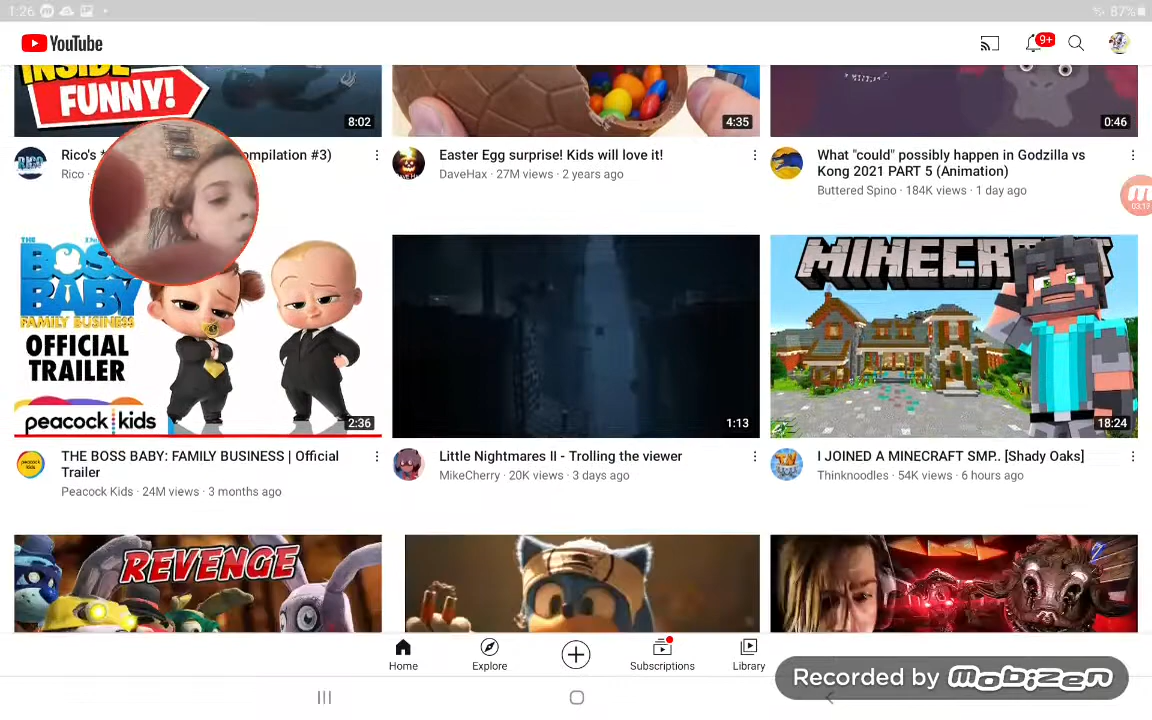 1:26
87%
YouTube
9+
INSIDE
FUNNY!
8:02
4:35
0:46
Rico's
ompilation #3)
Rico ·
RICO
Easter Egg surprise! Kids will love it!
DaveHax · 27M views · 2 years ago
What "could" possibly happen in Godzilla vs
Kong 2021 PART 5 (Animation)
Buttered Spino · 184K views · 1 day ago
03:13
THE
BOSS
BABY
FAMILY BUSINESS
OFFICIAL
TRAILER
peacock kids
2:36
1:13
MINECR
18:24
THE BOSS BABY: FAMILY BUSINESS | Official
Trailer
Peacock Kids · 24M views · 3 months ago
Little Nightmares II - Trolling the viewer
MikeCherry · 20K views · 3 days ago
I JOINED A MINECRAFT SMP.. [Shady Oaks]
Thinknoodles · 54K views · 6 hours ago
REVENGE
Home
Explore
Subscriptions
Library
Recorded by mobizen